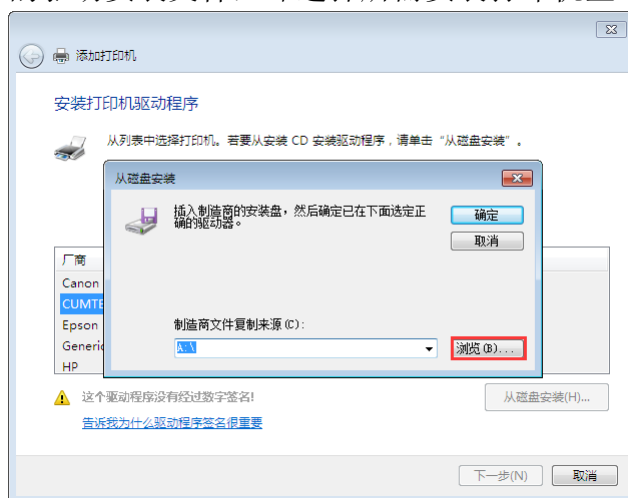 添加打印机
安装打印机驱动程序
从列表中选择打印机。若要从安装 CD 安装驱动程序，请单击“从磁盘安装”。
从磁盘安装
插入制造商的安装盘，然后确定已在下面选定正
确的驱动器。
确定
取消
厂商
Canon
CUMTE
Epson
Generic
HP
制造商文件复制来源(C):
A:\
浏览(B)...
这个驱动程序没有经过数字签名!
从磁盘安装(H)...
告诉我为什么驱动程序签名很重要
下一步(N)
取消